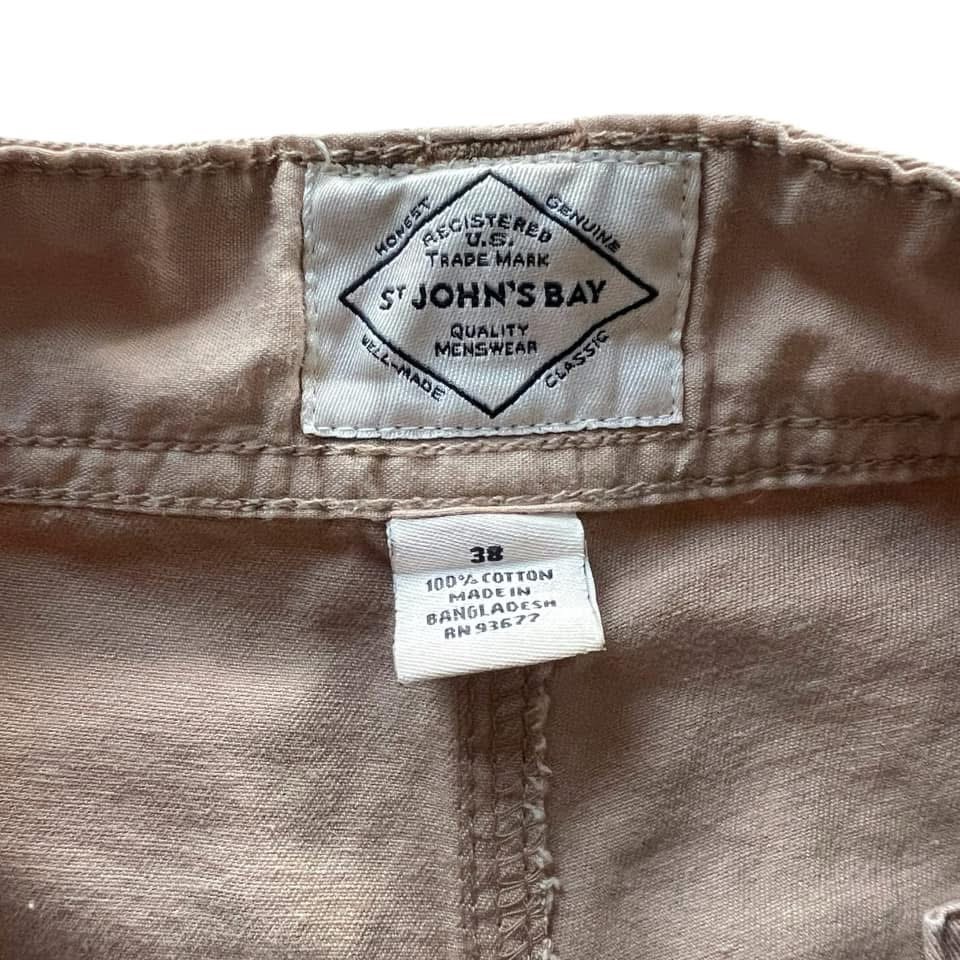 HONEST
GENUINE
REGISTERED
U.S.
TRADE MARK
ST JOHN'S BAY
QUALITY
MENSWEAR
WELL-MADE
CLASSIC
38
100% COTTON
MADE IN
BANGLADESH
RN 93677